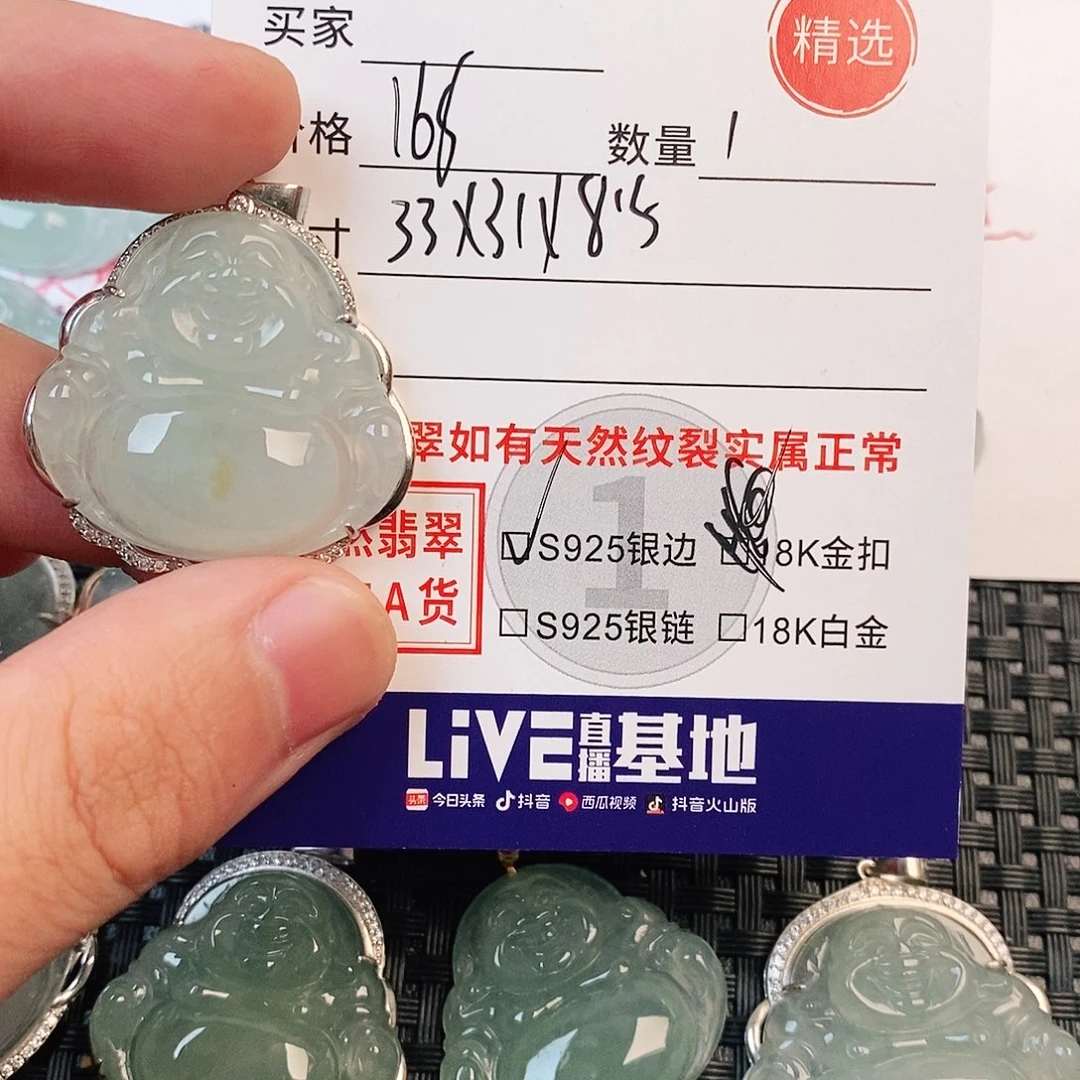 买家
精选
价格 168 数量 1
寸 33X31X8.5
翠如有天然纹裂实属正常
然翡翠
A货
☑S925银边 □18K金扣
□S925银链 □18K白金
LiVE直播基地
头条 今日头条 抖音 西瓜视频 抖音火山版